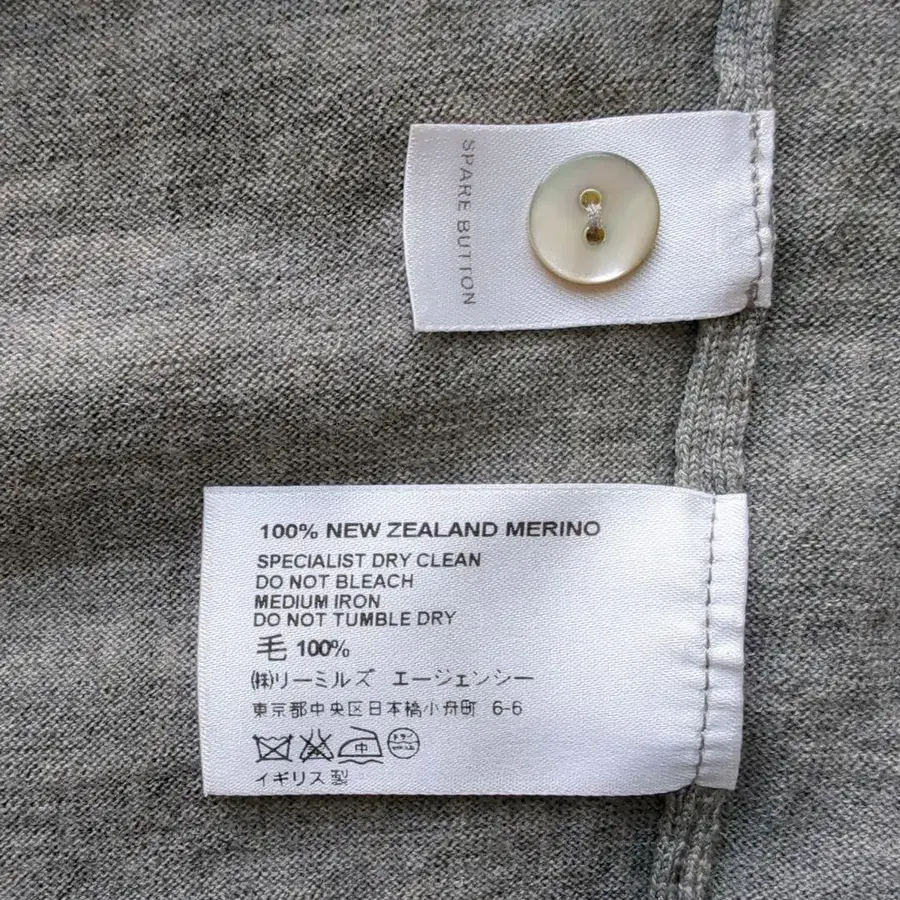 SPARE BUTTON
100% NEW ZEALAND MERINO
SPECIALIST DRY CLEAN
DO NOT BLEACH
MEDIUM IRON
DO NOT TUMBLE DRY
毛 100%
㈱リーミルズ エージェンシー
東京都中央区日本橋小舟町 6-6
中
イギリス製